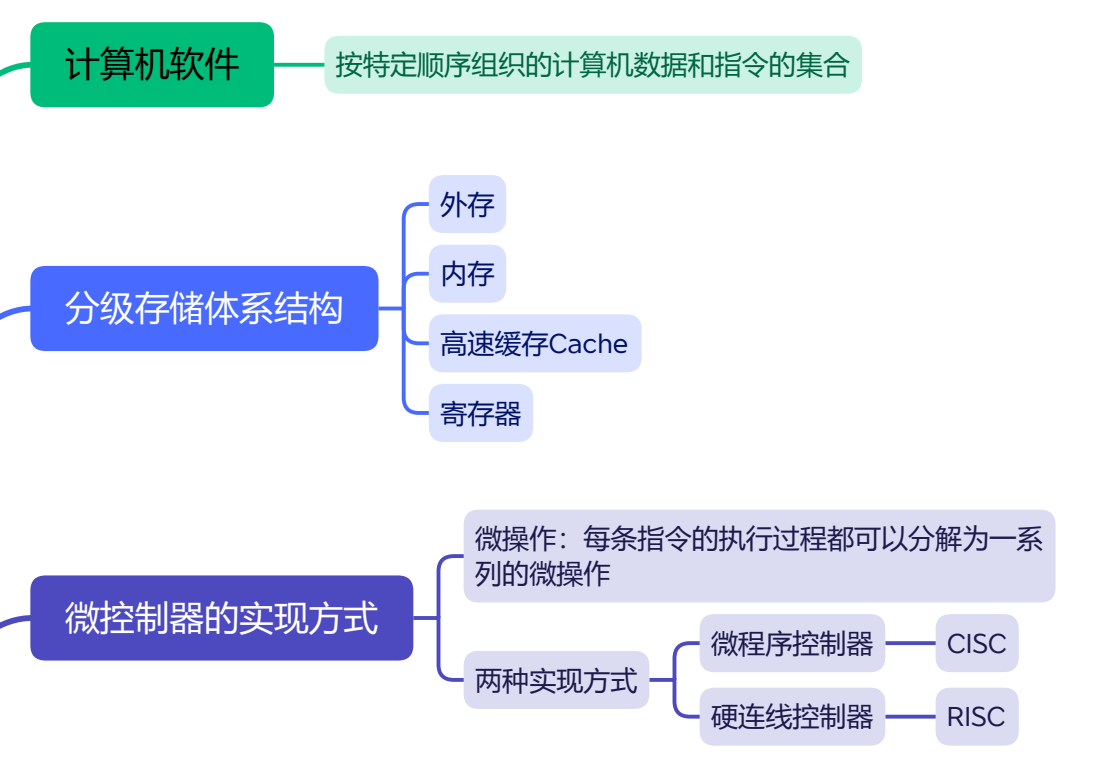 计算机软件
按特定顺序组织的计算机数据和指令的集合
分级存储体系结构
外存
内存
高速缓存Cache
寄存器
微控制器的实现方式
微操作：每条指令的执行过程都可以分解为一系
列的微操作
两种实现方式
微程序控制器
CISC
硬连线控制器
RISC